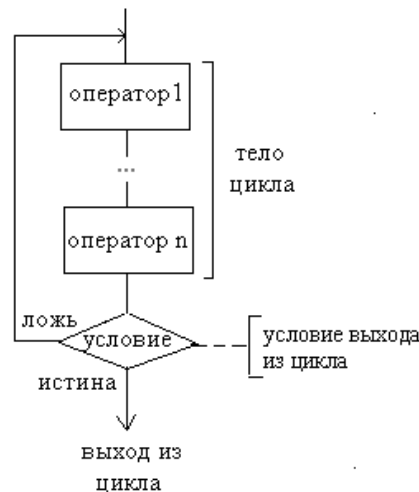 оператор1
...
оператор n
тело
цикла
ложь
условие
условие выхода
из цикла
истина
выход из
цикла